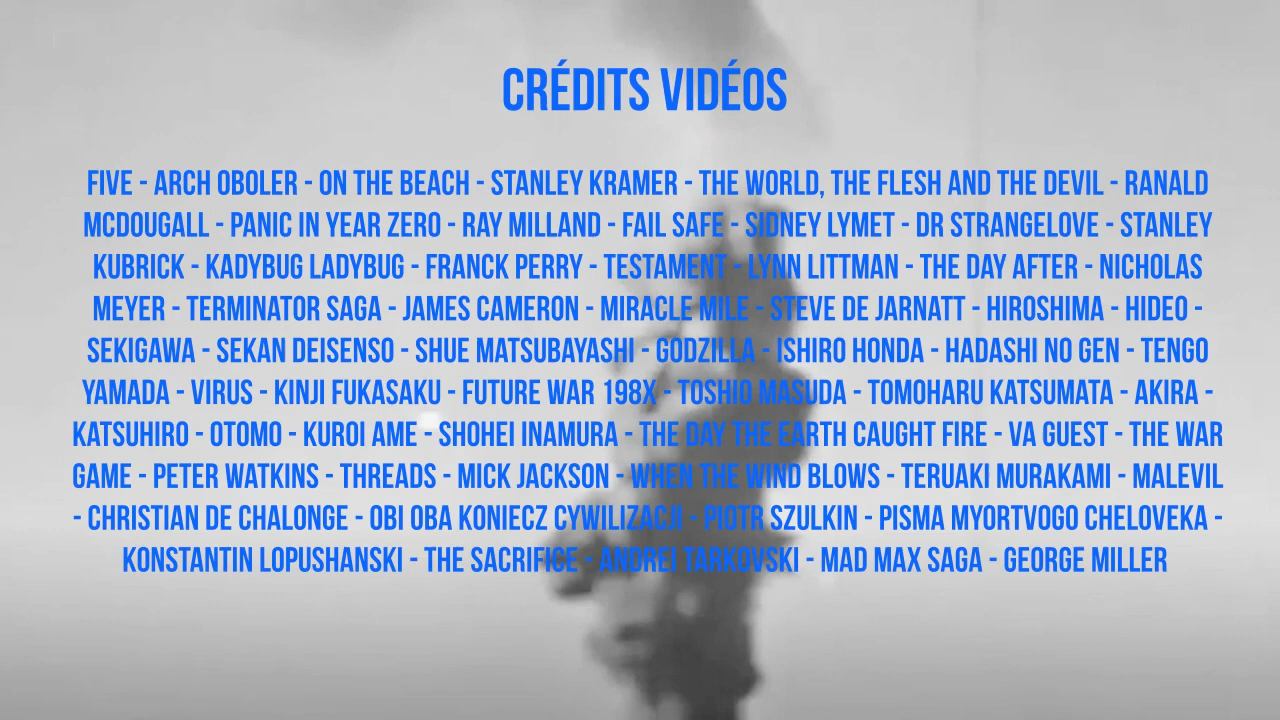 CRÉDITS VIDÉOS
FIVE - ARCH OBOLER - ON THE BEACH - STANLEY KRAMER - THE WORLD, THE FLESH AND THE DEVIL - RANALD
MCDOUGALL - PANIC IN YEAR ZERO - RAY MILLAND - FAIL SAFE - SIDNEY LYMET - DR STRANGELOVE - STANLEY
KUBRICK - KADYBUG LADYBUG - FRANCK PERRY - TESTAMENT - LYNN LITTMAN - THE DAY AFTER - NICHOLAS
MEYER - TERMINATOR SAGA - JAMES CAMERON - MIRACLE MILE - STEVE DE JARNATT - HIROSHIMA - HIDEO -
SEKIGAWA - SEKAN DEISENSO - SHUE MATSUBAYASHI - GODZILLA - ISHIRO HONDA - HADASHI NO GEN - TENGO
YAMADA - VIRUS - KINJI FUKASAKU - FUTURE WAR 198X - TOSHIO MASUDA - TOMOHARU KATSUMATA - AKIRA -
KATSUHIRO - OTOMO - KUROI AME - SHOHEI INAMURA - THE DAY THE EARTH CAUGHT FIRE - VA GUEST - THE WAR
GAME - PETER WATKINS - THREADS - MICK JACKSON - WHEN THE WIND BLOWS - TERUAKI MURAKAMI - MALEVIL
- CHRISTIAN DE CHALONGE - OBI OBA KONIECZ CYWILIZACJI - PIOTR SZULKIN - PISMA MYORTVOGO CHELOVEKA -
KONSTANTIN LOPUSHANSKI - THE SACRIFICE - ANDREI TARKOVSKI - MAD MAX SAGA - GEORGE MILLER